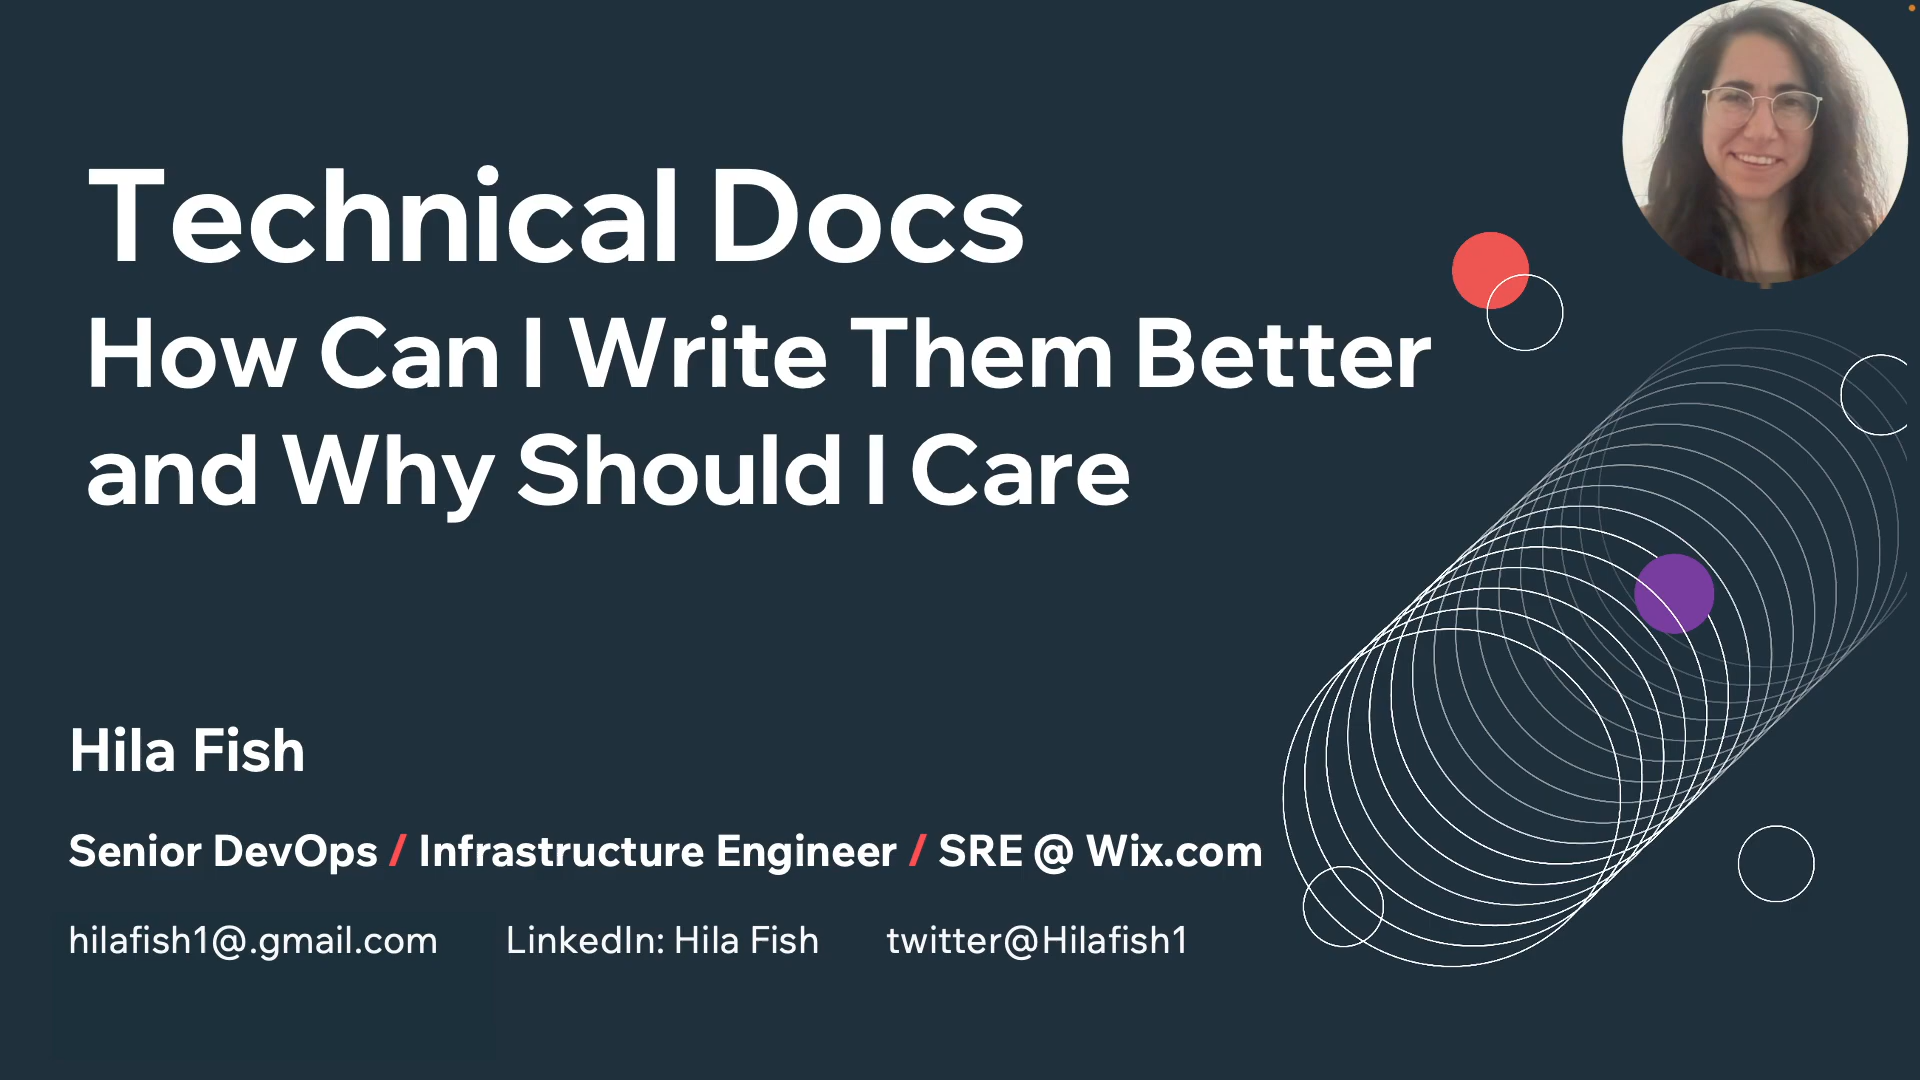 Technical Docs
How Can I Write Them Better
and Why Should I Care
Hila Fish
Senior DevOps / Infrastructure Engineer / SRE @ Wix.com
hilafish1@.gmail.com LinkedIn: Hila Fish twitter@Hilafish1